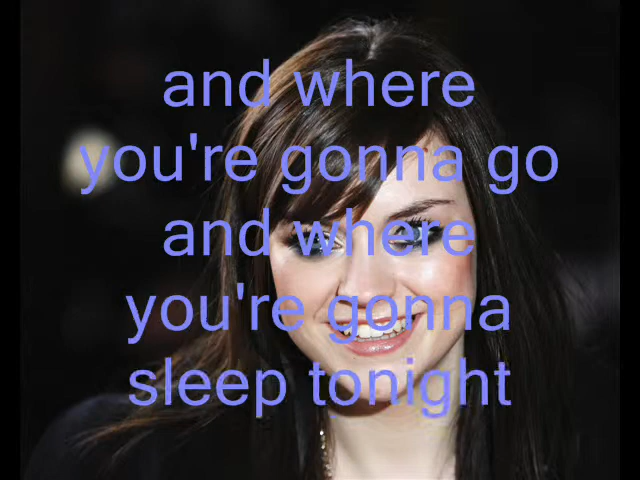 and where
you're gonna go
and where
you're gonna
sleep tonight